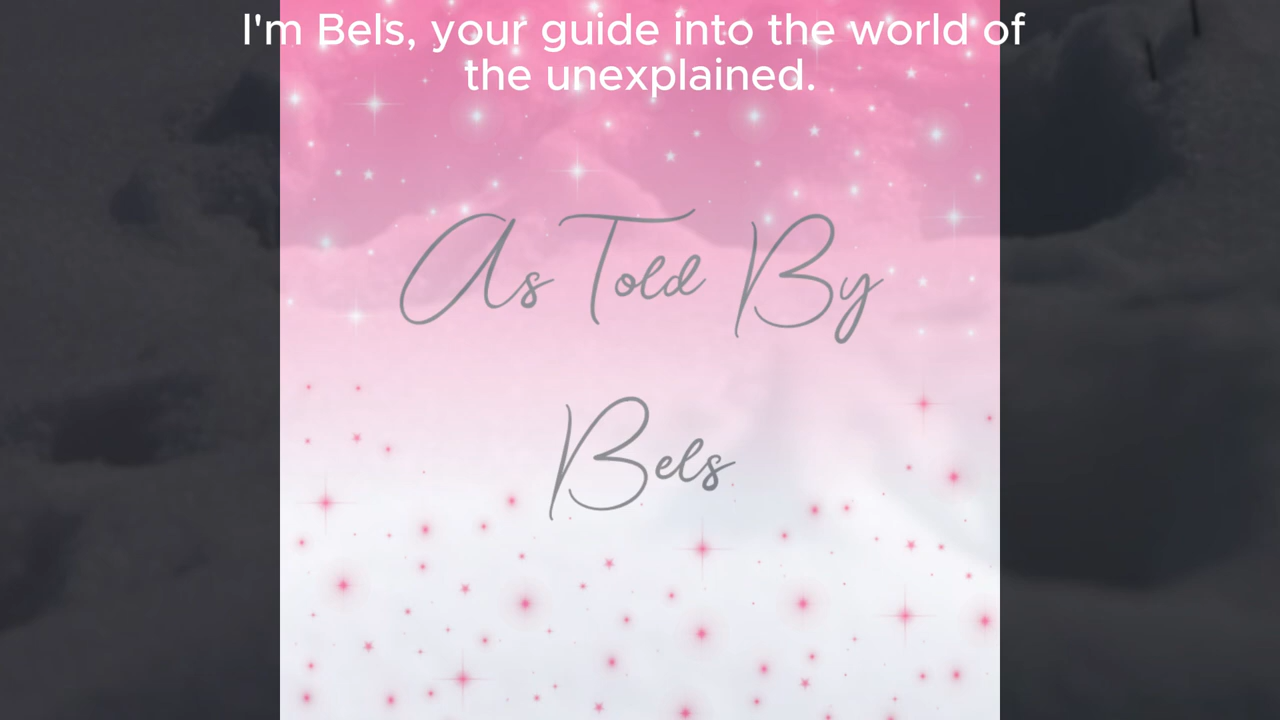 I'm Bels, your guide into the world of
the unexplained.
As Told By
Bels